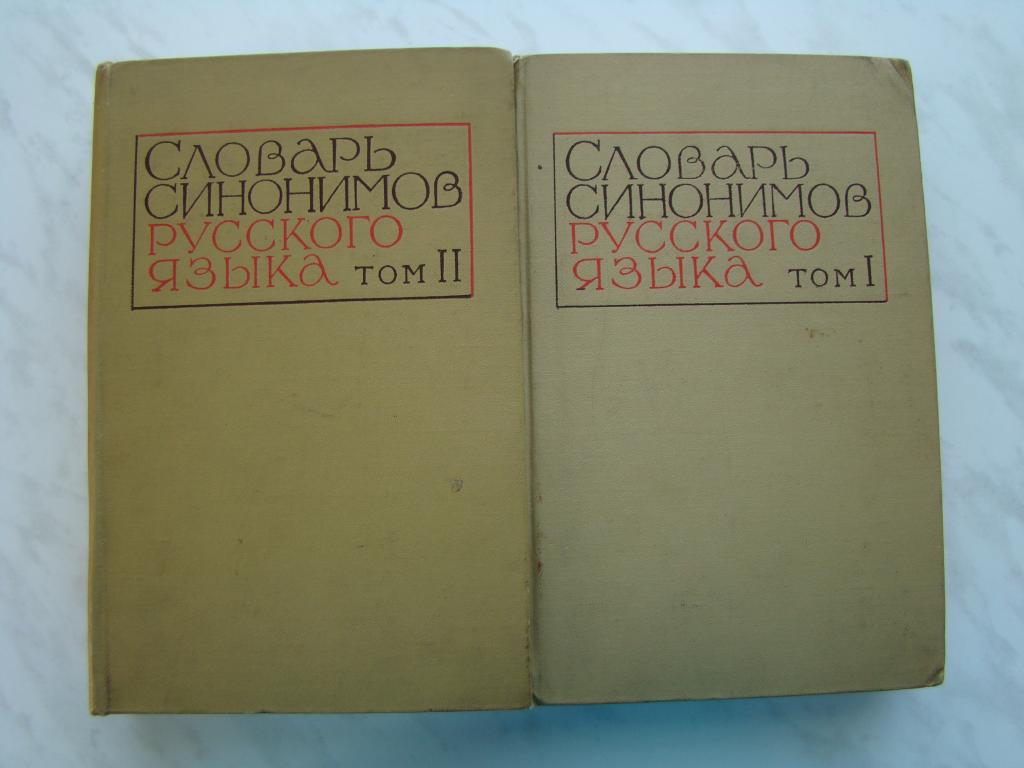 Словарь
синонимов
русского
языка том II
Словарь
синонимов
русского
языка том I